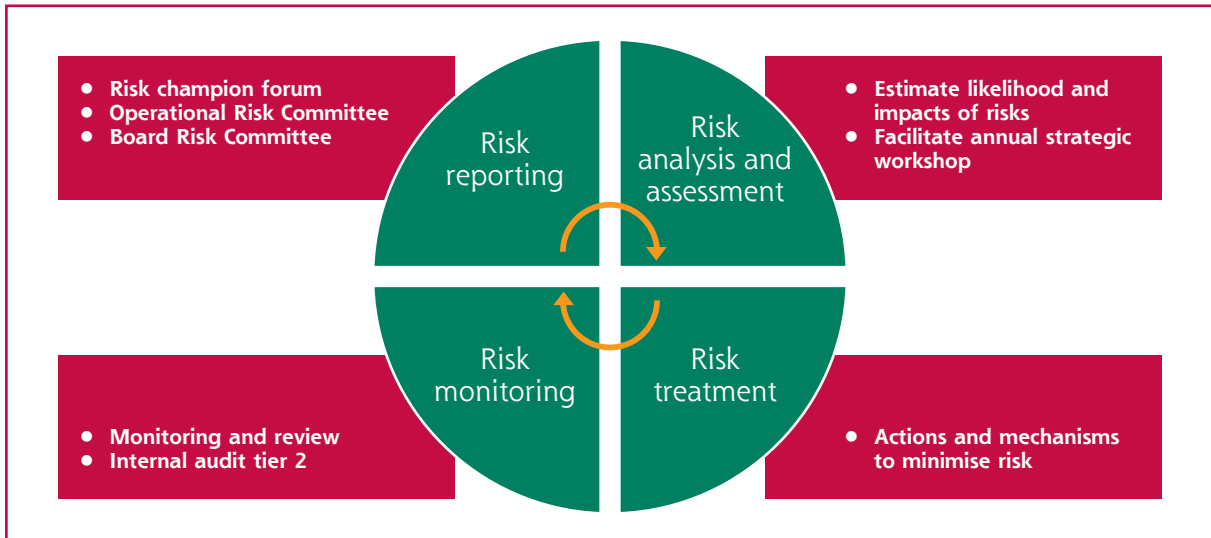 ● Risk champion forum
● Operational Risk Committee
● Board Risk Committee
Risk
reporting
Risk
analysis and
assessment
● Estimate likelihood and
impacts of risks
● Facilitate annual strategic
workshop
● Monitoring and review
● Internal audit tier 2
Risk
monitoring
Risk
treatment
● Actions and mechanisms
to minimise risk